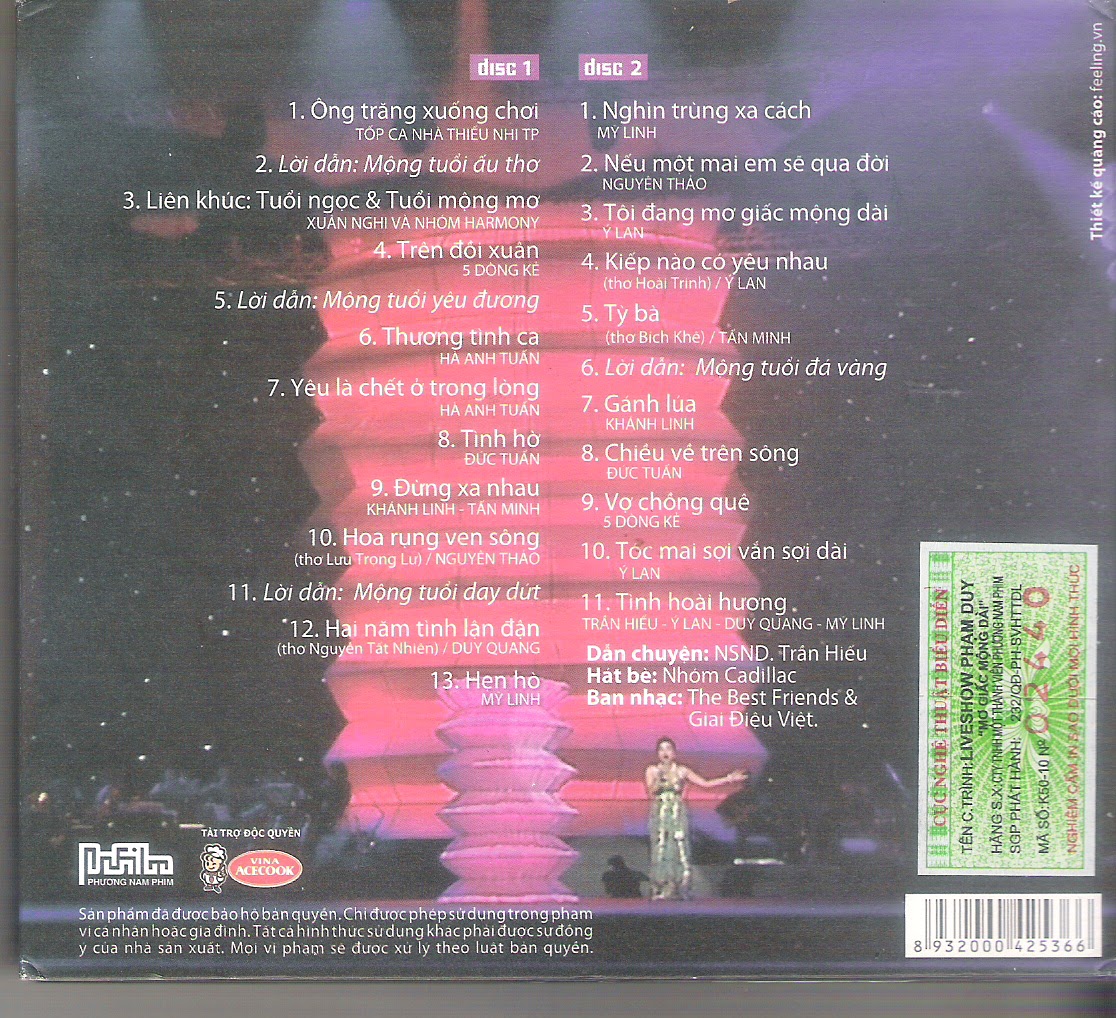 disc 1
1. Ông trăng xuống chơi
TỐP CA NHÀ THIẾU NHI TP
2. Lời dẫn: Mộng tuổi ấu thơ
3. Liên khúc: Tuổi ngọc & Tuổi mộng mơ
XUÂN NGHI VÀ NHÓM HARMONY
4. Trên đồi xuân
5 DÒNG KẺ
5. Lời dẫn: Mộng tuổi yêu đương
6. Thương tình ca
HÀ ANH TUẤN
7. Yêu là chết ở trong lòng
HÀ ANH TUẤN
8. Tình hờ
ĐỨC TUẤN
9. Đừng xa nhau
KHÁNH LINH - TẤN MINH
10. Hoa rụng ven sông
(thơ Lưu Trọng Lư) / NGUYÊN THẢO
11. Lời dẫn: Mộng tuổi day dứt
12. Hai năm tình lận đận
(thơ Nguyễn Tất Nhiên) / DUY QUANG
13. Hẹn hò
MỸ LINH
disc 2
1. Nghìn trùng xa cách
MỸ LINH
2. Nếu một mai em sẽ qua đời
NGUYÊN THẢO
3. Tôi đang mơ giấc mộng dài
Ý LAN
4. Kiếp nào có yêu nhau
(thơ Hoài Trinh) / Ý LAN
5. Tỳ bà
(thơ Bích Khê) / TẤN MINH
6. Lời dẫn: Mộng tuổi đá vàng
7. Gánh lúa
KHÁNH LINH
8. Chiều về trên sông
ĐỨC TUẤN
9. Vợ chồng quê
5 DÒNG KẺ
10. Tóc mai sợi vắn sợi dài
Ý LAN
11. Tình hoài hương
TRẦN HIẾU - Ý LAN - DUY QUANG - MỸ LINH
Dẫn chuyện: NSND. Trần Hiếu
Hát bè: Nhóm Cadillac
Ban nhạc: The Best Friends &
Giai Điệu Việt.
Thiết kế quảng cáo: feeling.vn
CỤC NGHỆ THUẬT BIỂU DIỄN
TÊN C.TRÌNH: LIVESHOW PHẠM DUY
"MƠ GIẤC MỘNG DÀI"
HÃNG S.X: CTY TNHH MỘT THÀNH VIÊN PHƯƠNG NAM PHIM
SGP PHÁT HÀNH: 232/QĐ-PH-SVHTTDL
MÃ SỐ: K50-10 Nº 02440
NGHIÊM CẤM IN SAO DƯỚI MỌI HÌNH THỨC
PHƯƠNG NAM PHIM
TÀI TRỢ ĐỘC QUYỀN
VINA
ACECOOK
Sản phẩm đã được bảo hộ bản quyền. Chỉ được phép sử dụng trong phạm
vi cá nhân hoặc gia đình. Tất cả hình thức sử dụng khác phải được sự đồng
ý của nhà sản xuất. Mọi vi phạm sẽ được xử lý theo luật bản quyền.
8 932000 425366